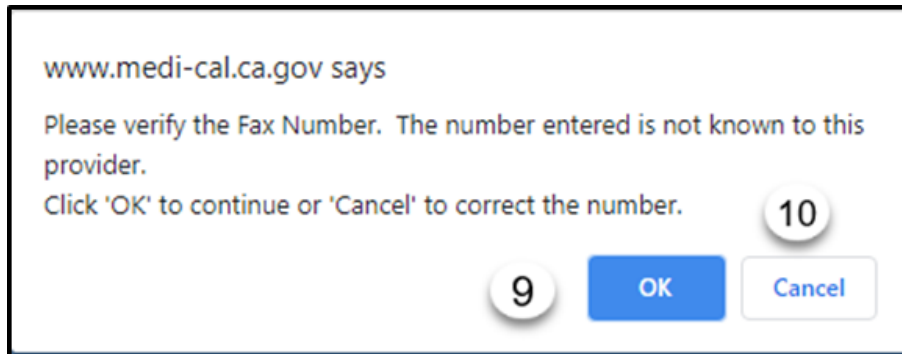 www.medi-cal.ca.gov says
Please verify the Fax Number.  The number entered is not known to this
provider.
Click 'OK' to continue or 'Cancel' to correct the number.
10
9
OK
Cancel